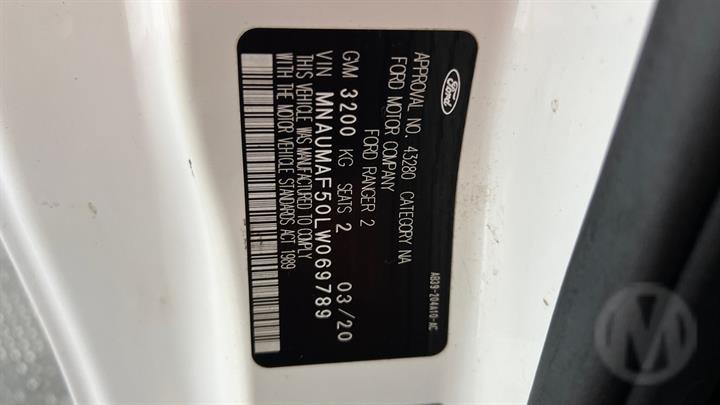 Ford
APPROVAL NO. 43280 CATEGORY NA
FORD MOTOR COMPANY
FORD RANGER 2
03/20
GVM 3200 KG SEATS 2
VIN MNAUMAF50LW069789
THIS VEHICLE WAS MANUFACTURED TO COMPLY
WITH THE MOTOR VEHICLE STANDARDS ACT 1989
AB39-204A10-AC
M